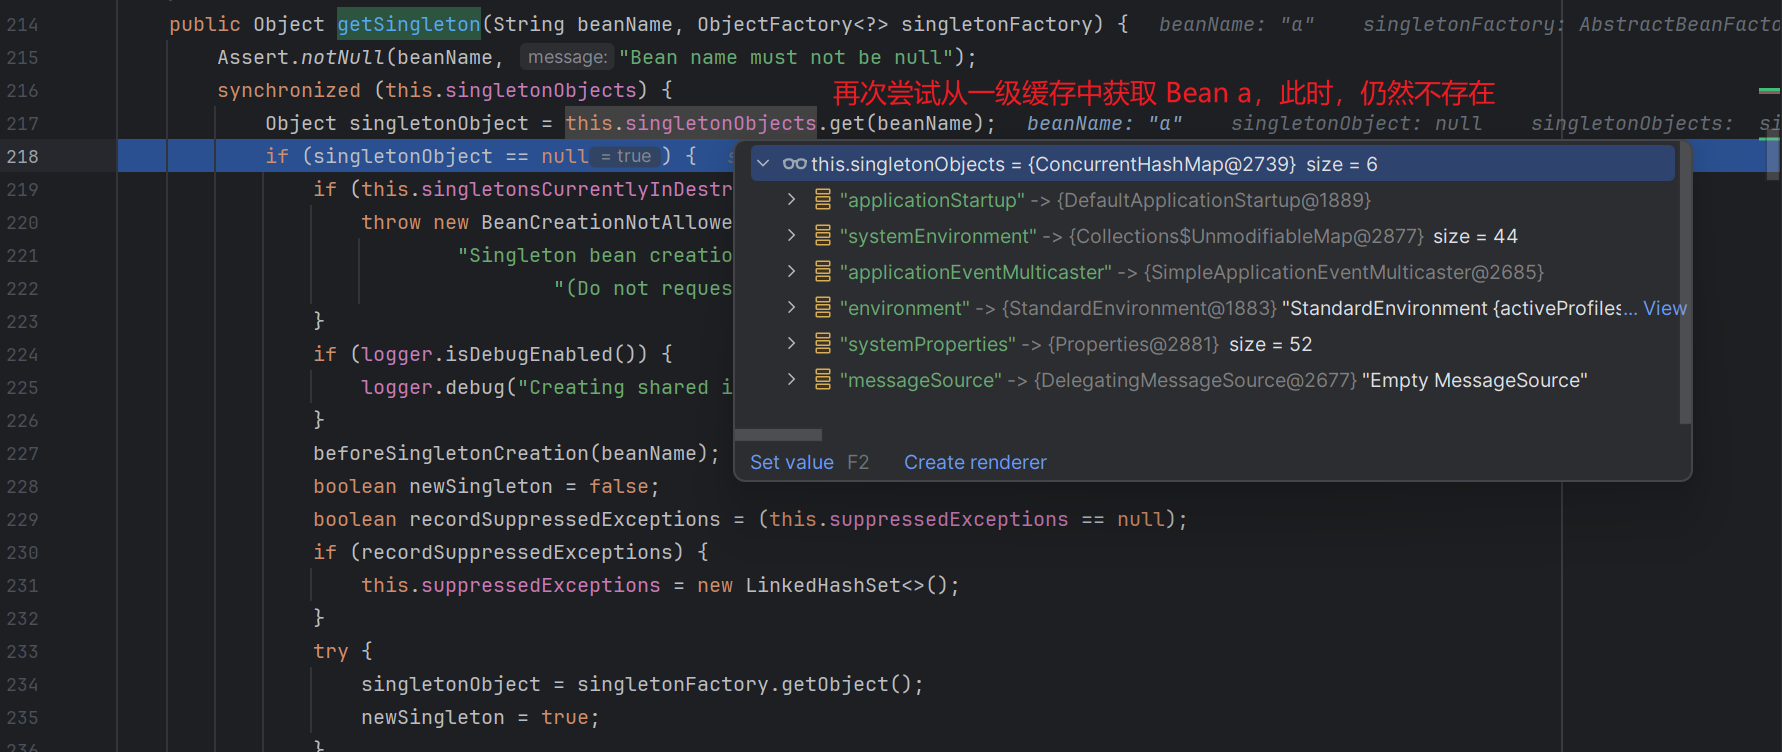 214 public Object getSingleton(String beanName, ObjectFactory<?> singletonFactory) { beanName: "a" singletonFactory: AbstractBeanFacto
215 Assert.notNull(beanName, message: "Bean name must not be null");
216 synchronized (this.singletonObjects) { 再次尝试从一级缓存中获取 Bean a，此时，仍然不存在
217 Object singletonObject = this.singletonObjects.get(beanName); beanName: "a" singletonObject: null singletonObjects: si
218 if (singletonObject == null = true ) { s
this.singletonObjects = {ConcurrentHashMap@2739} size = 6
219 if (this.singletonsCurrentlyInDestr
"applicationStartup" -> {DefaultApplicationStartup@1889}
220 throw new BeanCreationNotAllowe
"systemEnvironment" -> {Collections$UnmodifiableMap@2877} size = 44
221 "Singleton bean creatio
"applicationEventMulticaster" -> {SimpleApplicationEventMulticaster@2685}
222 "(Do not reques
"environment" -> {StandardEnvironment@1883} "StandardEnvironment {activeProfiles... View
223 }
"systemProperties" -> {Properties@2881} size = 52
224 if (logger.isDebugEnabled()) {
"messageSource" -> {DelegatingMessageSource@2677} "Empty MessageSource"
225 logger.debug("Creating shared i
226 }
227 beforeSingletonCreation(beanName);
Set value F2 Create renderer
228 boolean newSingleton = false;
229 boolean recordSuppressedExceptions = (this.suppressedExceptions == null);
230 if (recordSuppressedExceptions) {
231 this.suppressedExceptions = new LinkedHashSet<>();
232 }
233 try {
234 singletonObject = singletonFactory.getObject();
235 newSingleton = true;
236 }